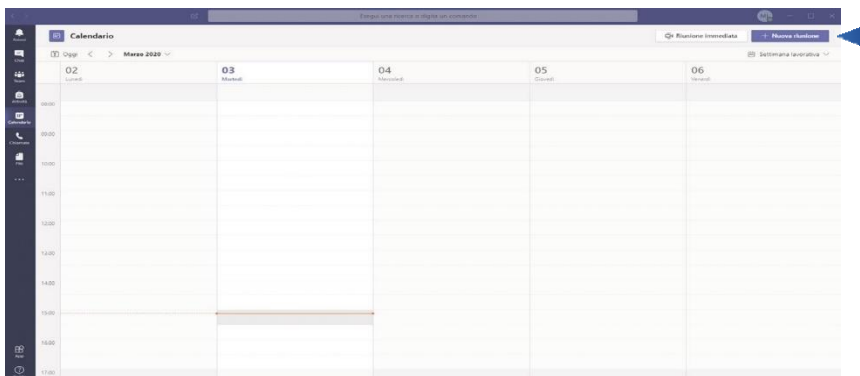 Esegui una ricerca o digita un comando
Calendario
Riunione immediata
+ Nuova riunione
Oggi < > Marzo 2020
Settimana lavorativa
02 03 04 05 06
Lunedì Martedì Mercoledì Giovedì Venerdì
Chat
Team
Attività
Calendario
Chiamate
File
...
08:00
09:00
10:00
11:00
12:00
13:00
14:00
15:00
16:00
17:00
App